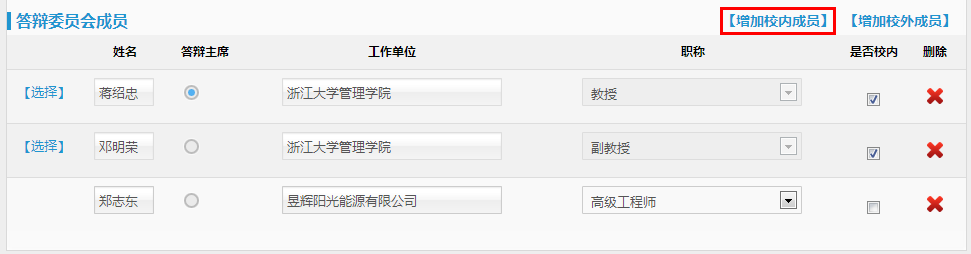 答辩委员会成员 【增加校内成员】 【增加校外成员】
姓名 答辩主席 工作单位 职称 是否校内 删除
【选择】 蒋绍忠 浙江大学管理学院 教授
【选择】 邓明荣 浙江大学管理学院 副教授
郑志东 昱辉阳光能源有限公司 高级工程师